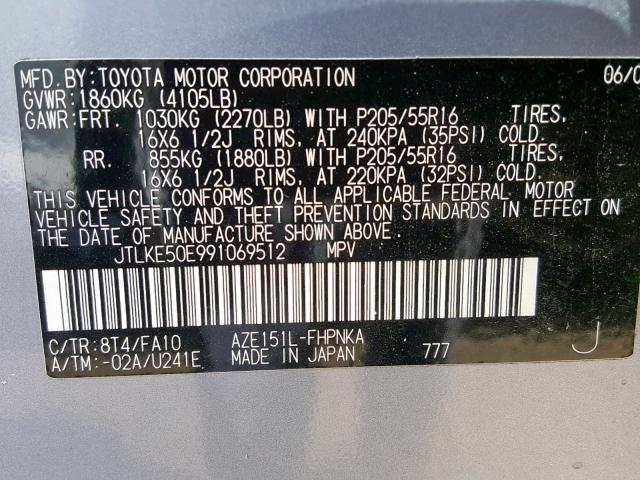 MFD.BY:TOYOTA MOTOR CORPORATION 06/0
GVWR:1860KG (4105LB)
GAWR:FRT. 1030KG (2270LB) WITH P205/55R16 TIRES,
16X6 1/2J RIMS, AT 240KPA (35PSI) COLD.
RR. 855KG (1880LB) WITH P205/55R16 TIRES,
16X6 1/2J RIMS, AT 220KPA (32PSI) COLD.
THIS VEHICLE CONFORMS TO ALL APPLICABLE FEDERAL MOTOR
VEHICLE SAFETY AND THEFT PREVENTION STANDARDS IN EFFECT ON
THE DATE OF MANUFACTURE SHOWN ABOVE.
JTLKE50E991069512 MPV
C/TR:8T4/FA10 AZE151L-FHPNKA J
A/TM:-02A/U241E MADE IN JAPAN 777